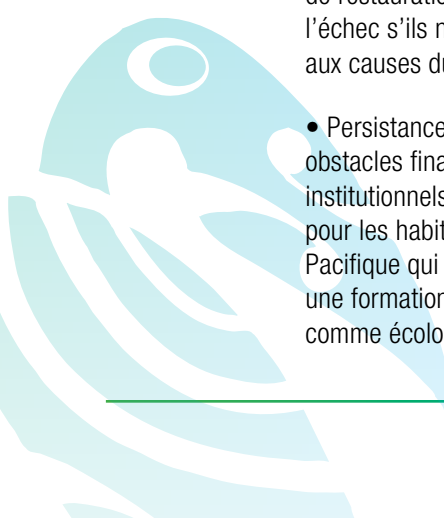 de restauration
l’échec s’ils n
aux causes du
• Persistance
obstacles fina
institutionnels
pour les habit
Pacifique qui
une formation
comme écolo